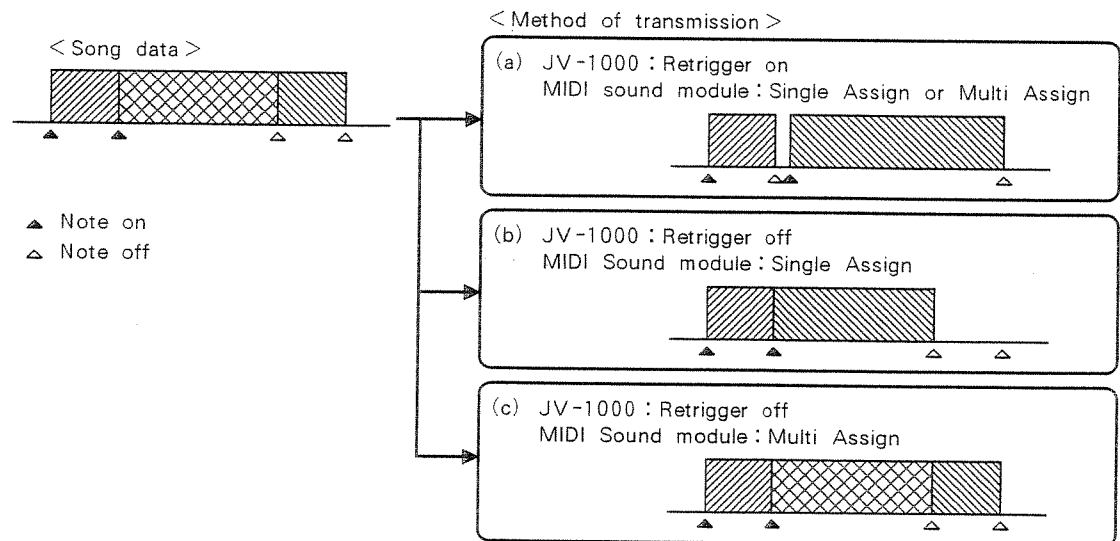 < Song data >
▲ Note on
△ Note off
< Method of transmission >
(a) JV-1000 : Retrigger on
MIDI sound module : Single Assign or Multi Assign
(b) JV-1000 : Retrigger off
MIDI Sound module : Single Assign
(c) JV-1000 : Retrigger off
MIDI Sound module : Multi Assign